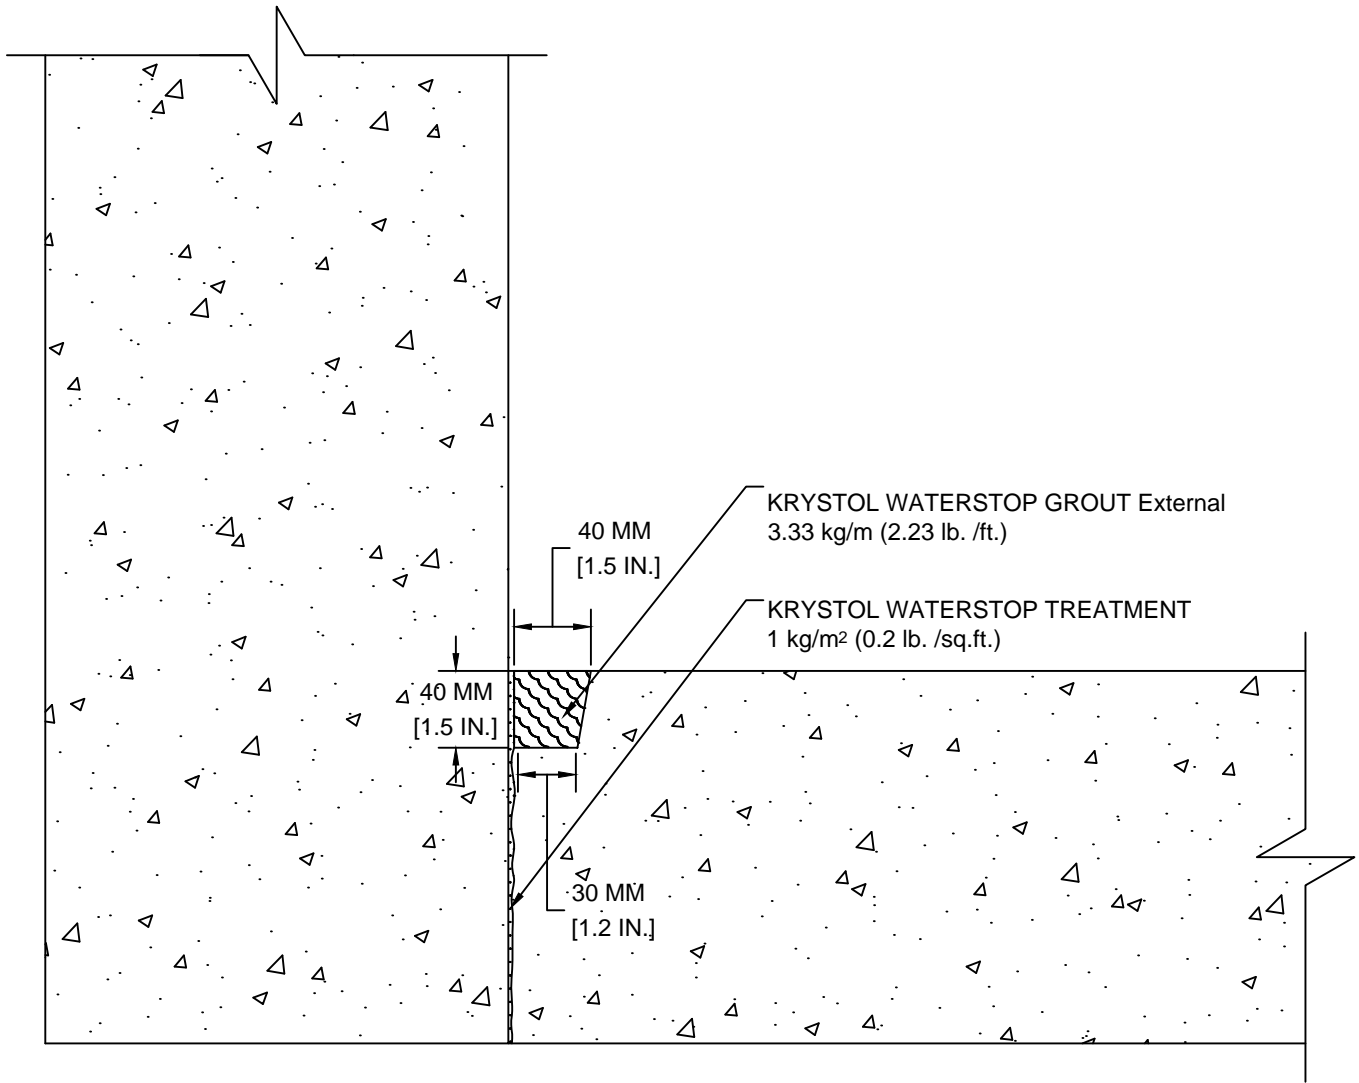 KRYSTOL WATERSTOP GROUT External
3.33 kg/m (2.23 lb. /ft.)
40 MM
[1.5 IN.]
KRYSTOL WATERSTOP TREATMENT
1 kg/m² (0.2 lb. /sq.ft.)
40 MM
[1.5 IN.]
30 MM
[1.2 IN.]